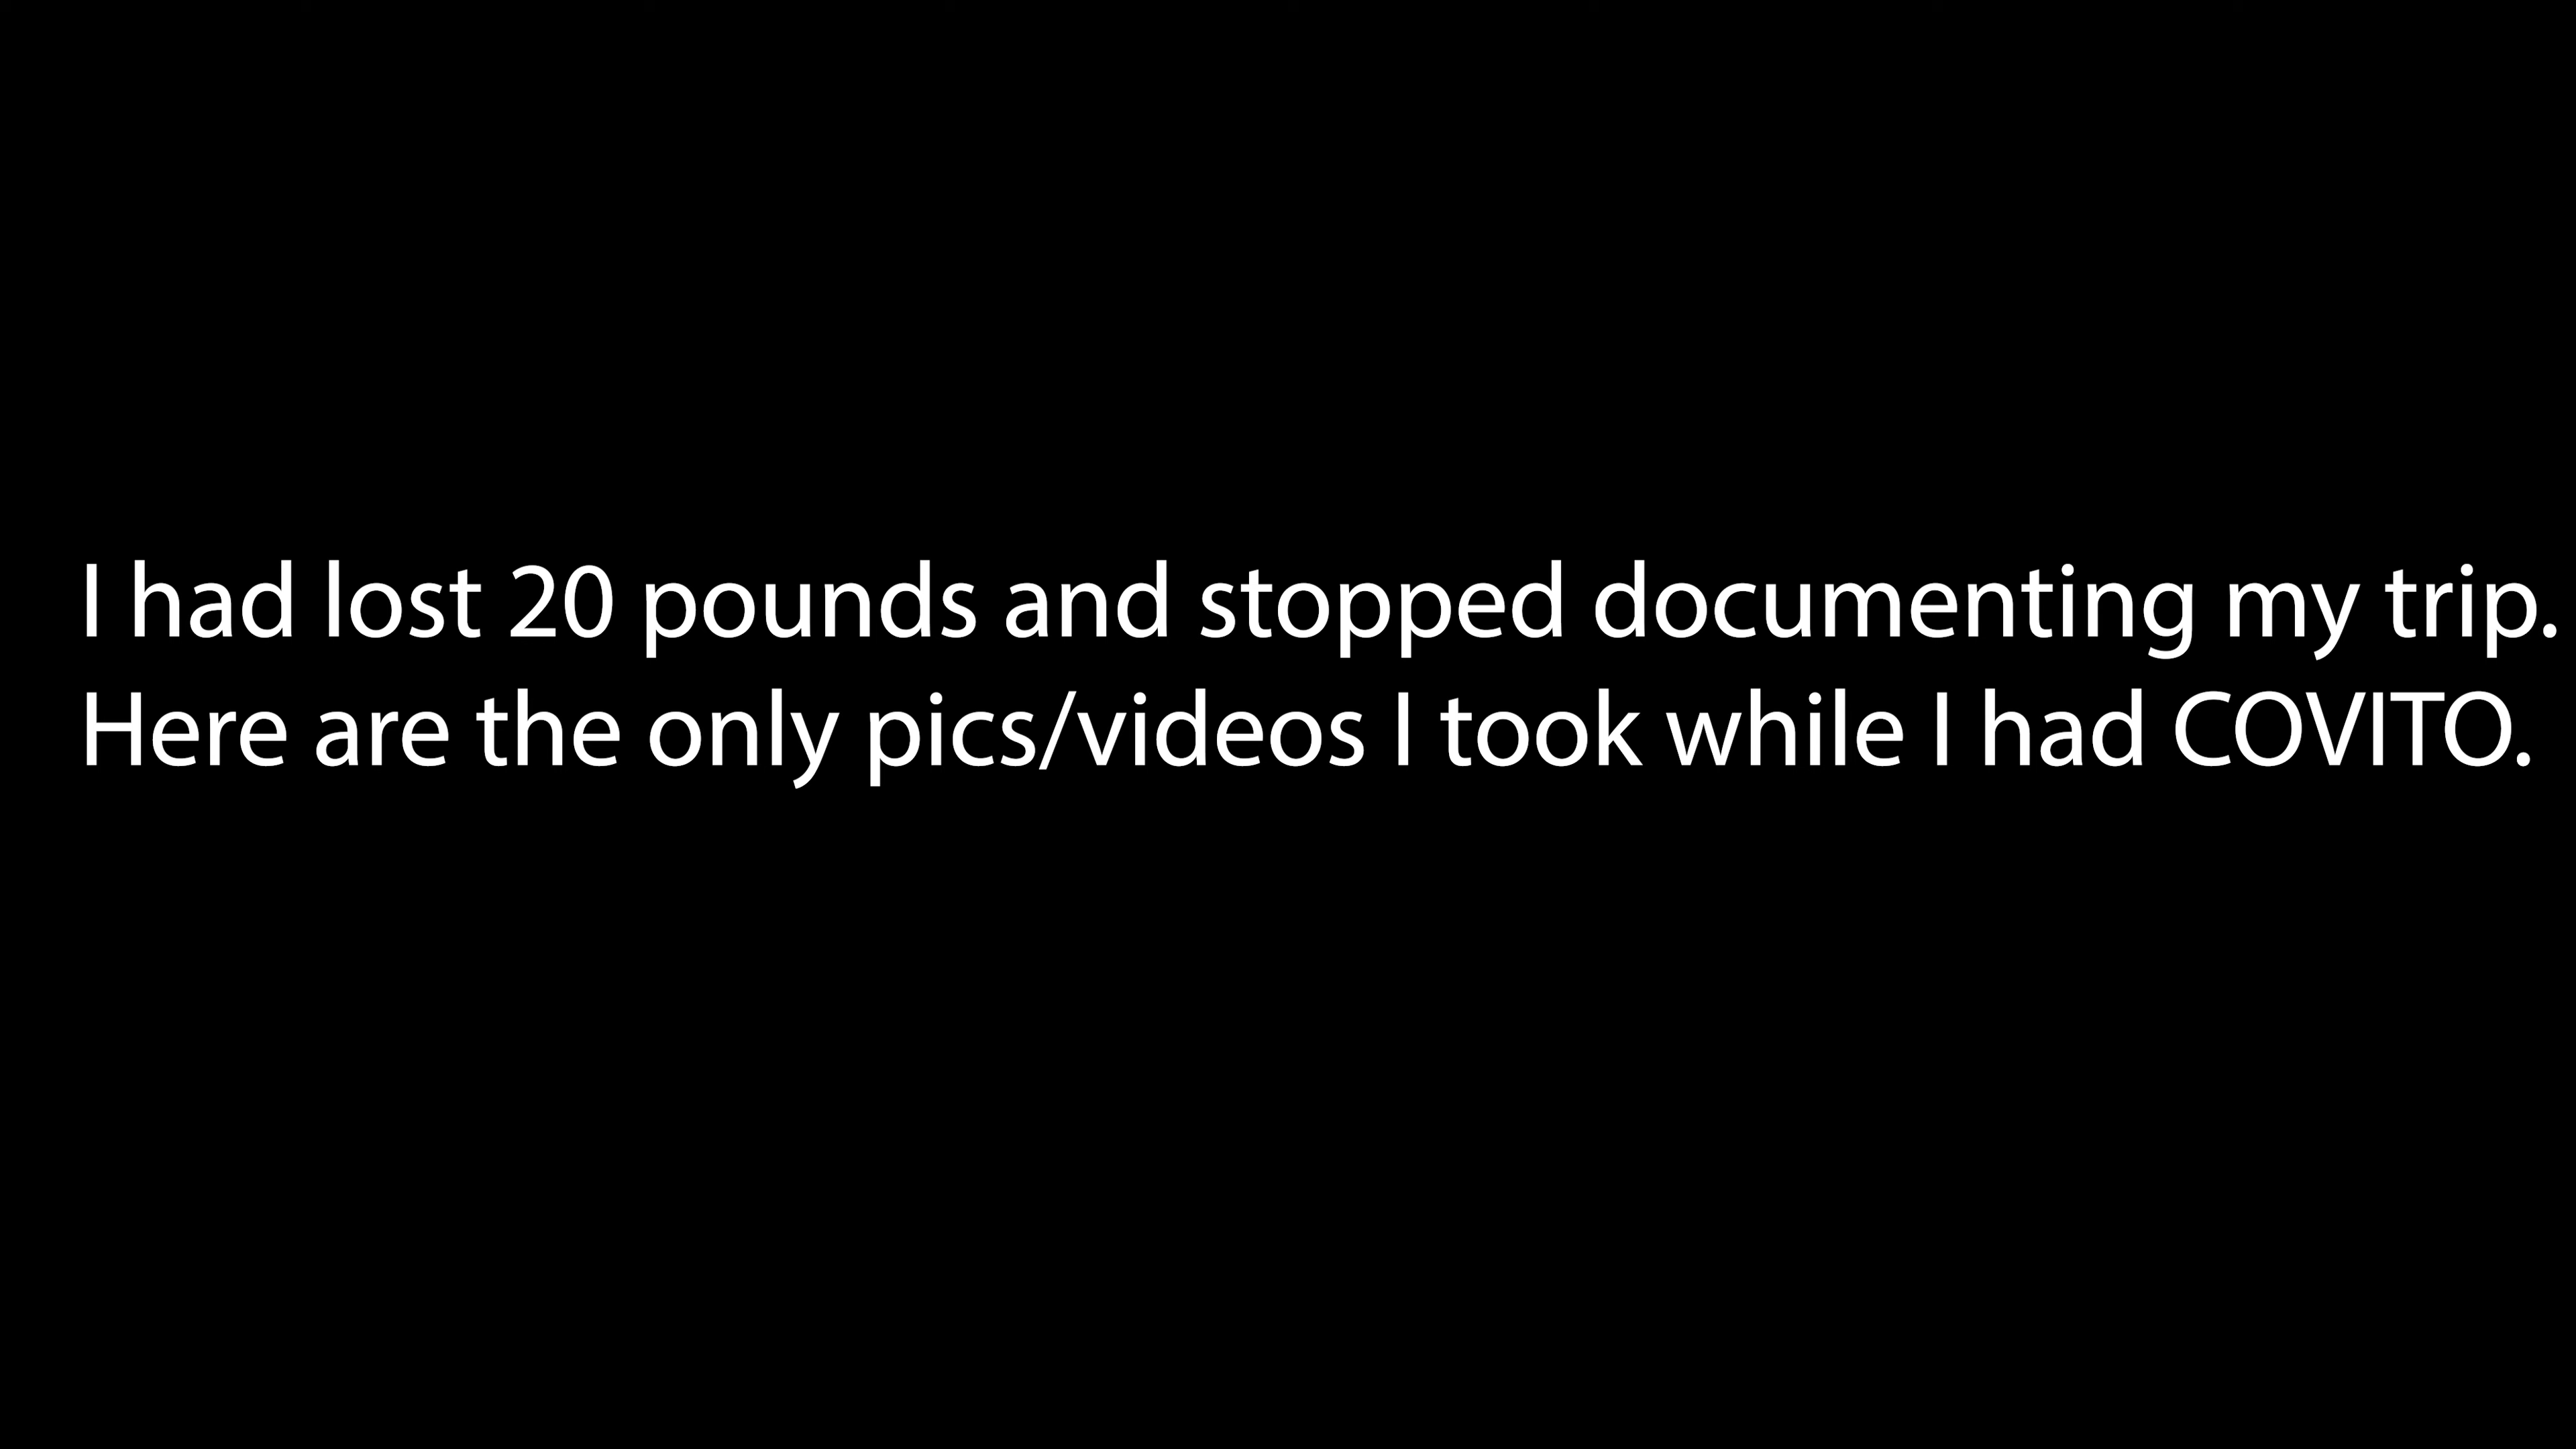 I had lost 20 pounds and stopped documenting my trip.
Here are the only pics/videos I took while I had COVITO.